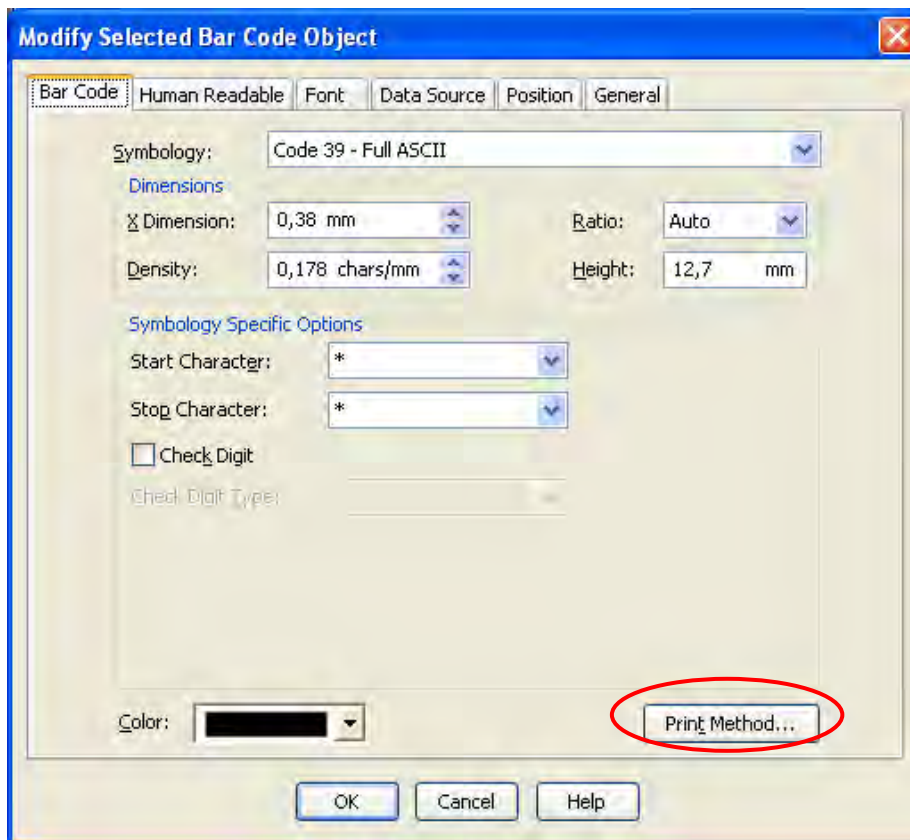 Modify Selected Bar Code Object
Bar Code Human Readable Font Data Source Position General
Symbology: Code 39 - Full ASCII
Dimensions
X Dimension: 0,38 mm Ratio: Auto
Density: 0,178 chars/mm Height: 12,7 mm
Symbology Specific Options
Start Character: *
Stop Character: *
Check Digit
Check Digit Type:
Color: Print Method...
OK Cancel Help